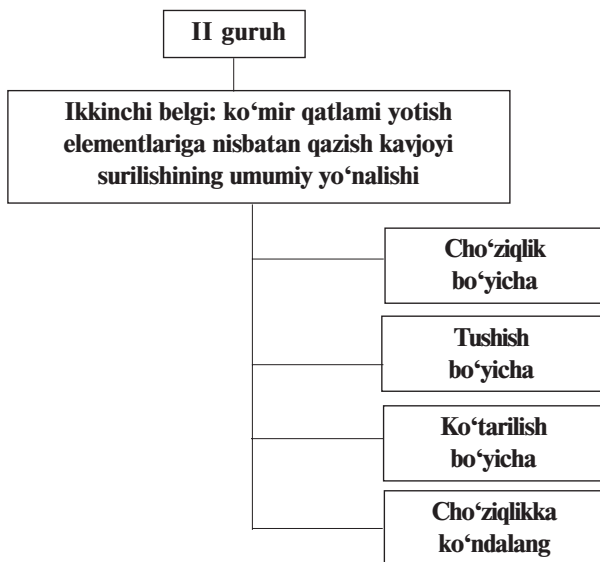 II guruh
Ikkinchi belgi: ko‘mir qatlami yotish
elementlariga nisbatan qazish kavjoyi
surilishining umumiy yo‘nalishi
Cho‘ziqlik
bo‘yicha
Tushish
bo‘yicha
Ko‘tarilish
bo‘yicha
Cho‘ziqlikka
ko‘ndalang